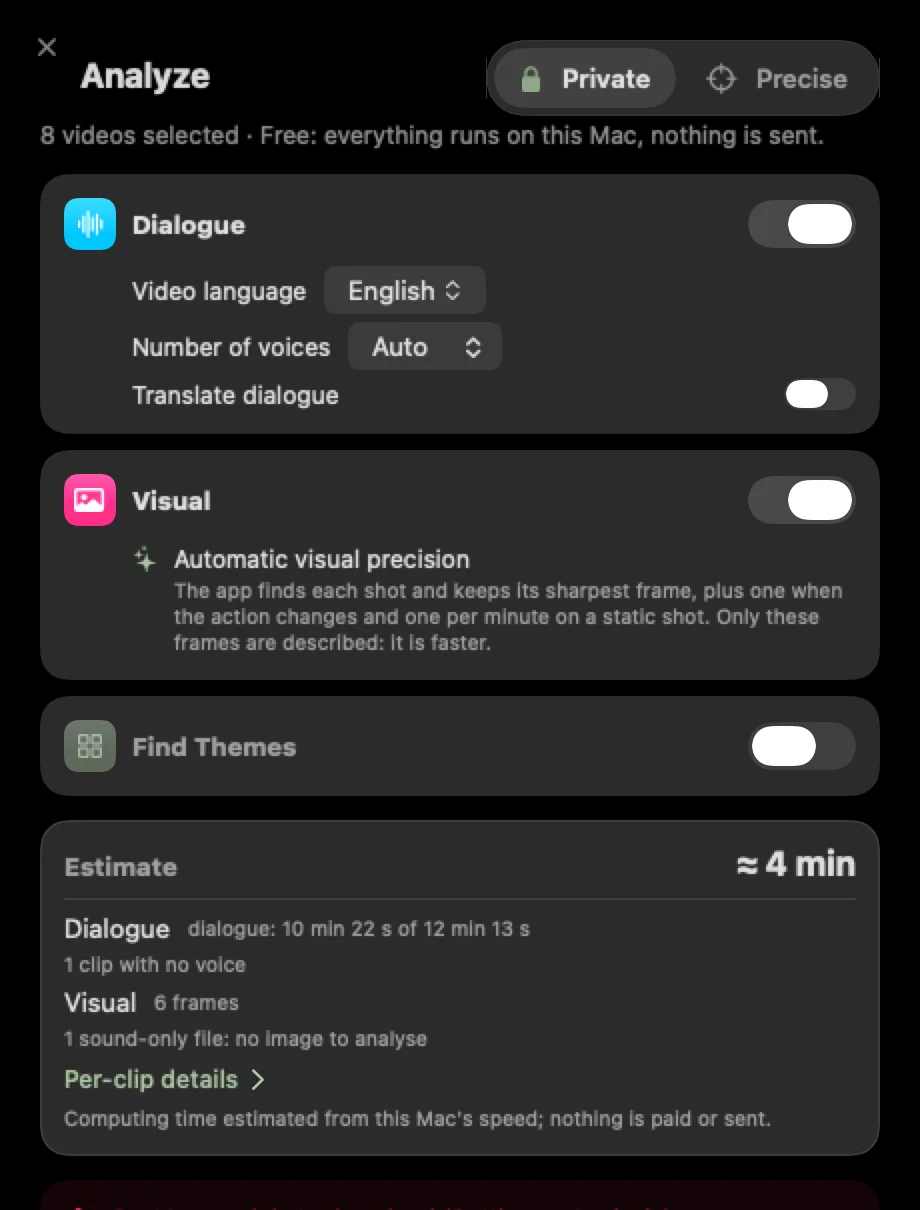 Analyze
Private
Precise
8 videos selected · Free: everything runs on this Mac, nothing is sent.
Dialogue
Video language English
Number of voices Auto
Translate dialogue
Visual
Automatic visual precision
The app finds each shot and keeps its sharpest frame, plus one when
the action changes and one per minute on a static shot. Only these
frames are described: it is faster.
Find Themes
Estimate ≈ 4 min
Dialogue dialogue: 10 min 22 s of 12 min 13 s
1 clip with no voice
Visual 6 frames
1 sound-only file: no image to analyse
Per-clip details
Computing time estimated from this Mac's speed; nothing is paid or sent.